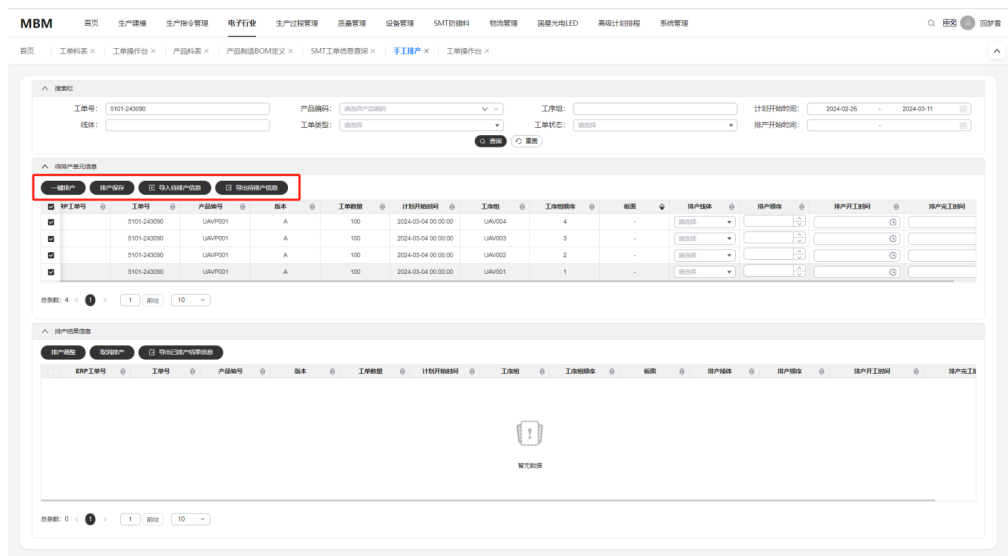 MBM 首页 生产建模 生产指令管理 电子行业 生产过程管理 质量管理 设备管理 SMT防错料 物流管理 国星光电LED 高级计划排程 系统管理 中文 回梦雪
首页 工单料表 × 工单操作台 × 产品料表 × 产品制造BOM定义 × SMT工单信息查询 × 手工排产 × 工单操作台 ×
搜索栏
工单号: 5101-243090 产品编码: 请选择产品编码 工序组: 计划开始时间: 2024-02-26 - 2024-03-11
线体: 工单类型: 请选择 工单状态: 请选择 排产开始时间: -
查询 重置
待排产单元信息
一键排产 排产保存 导入待排产信息 导出待排产信息
RP工单号 工单号 产品编号 版本 工单数量 计划开始时间 工序组 工序组顺序 板面 排产线体 排产顺序 排产开工时间 排产完工时间
5101-243090 UAVP001 A 100 2024-03-04 00:00:00 UAV004 4 - 请选择
5101-243090 UAVP001 A 100 2024-03-04 00:00:00 UAV003 3 - 请选择
5101-243090 UAVP001 A 100 2024-03-04 00:00:00 UAV002 2 - 请选择
5101-243090 UAVP001 A 100 2024-03-04 00:00:00 UAV001 1 - 请选择
总条数: 4 < 1 > 1 前往 10
排产结果信息
排产调整 取消排产 导出已排产结果信息
ERP工单号 工单号 产品编号 版本 工单数量 计划开始时间 工序组 工序组顺序 板面 排产线体 排产顺序 排产开工时间 排产完工时
暂无数据
总条数: 0 < 1 > 1 前往 10